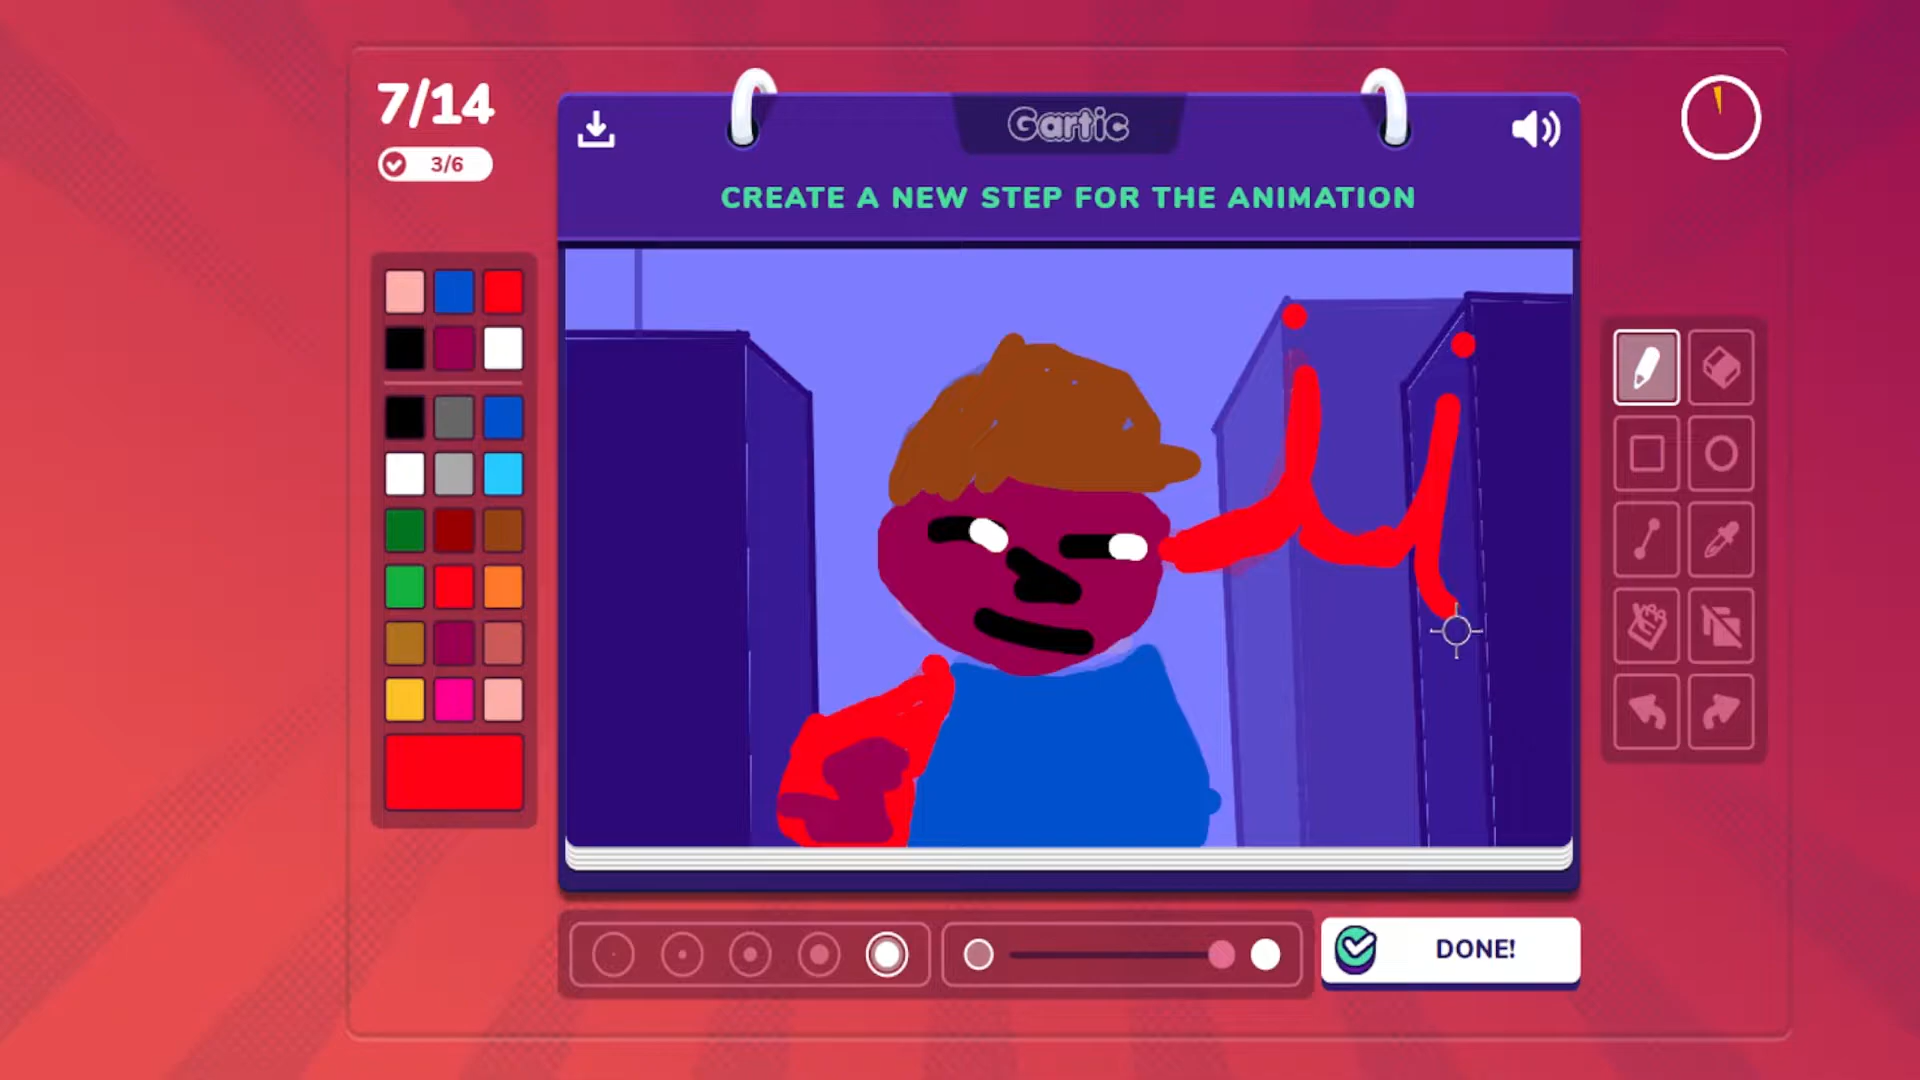 7/14
3/6
Gartic
CREATE A NEW STEP FOR THE ANIMATION
DONE!